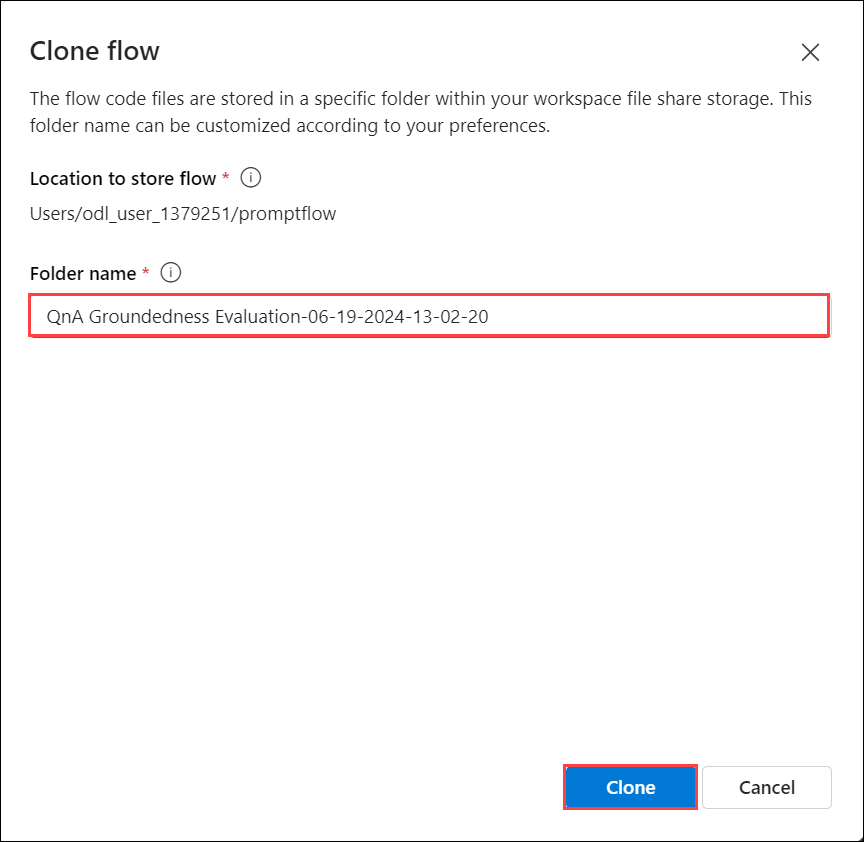 Clone flow
The flow code files are stored in a specific folder within your workspace file share storage. This
folder name can be customized according to your preferences.
Location to store flow *
Users/odl_user_1379251/promptflow
Folder name *
QnA Groundedness Evaluation-06-19-2024-13-02-20
Clone Cancel